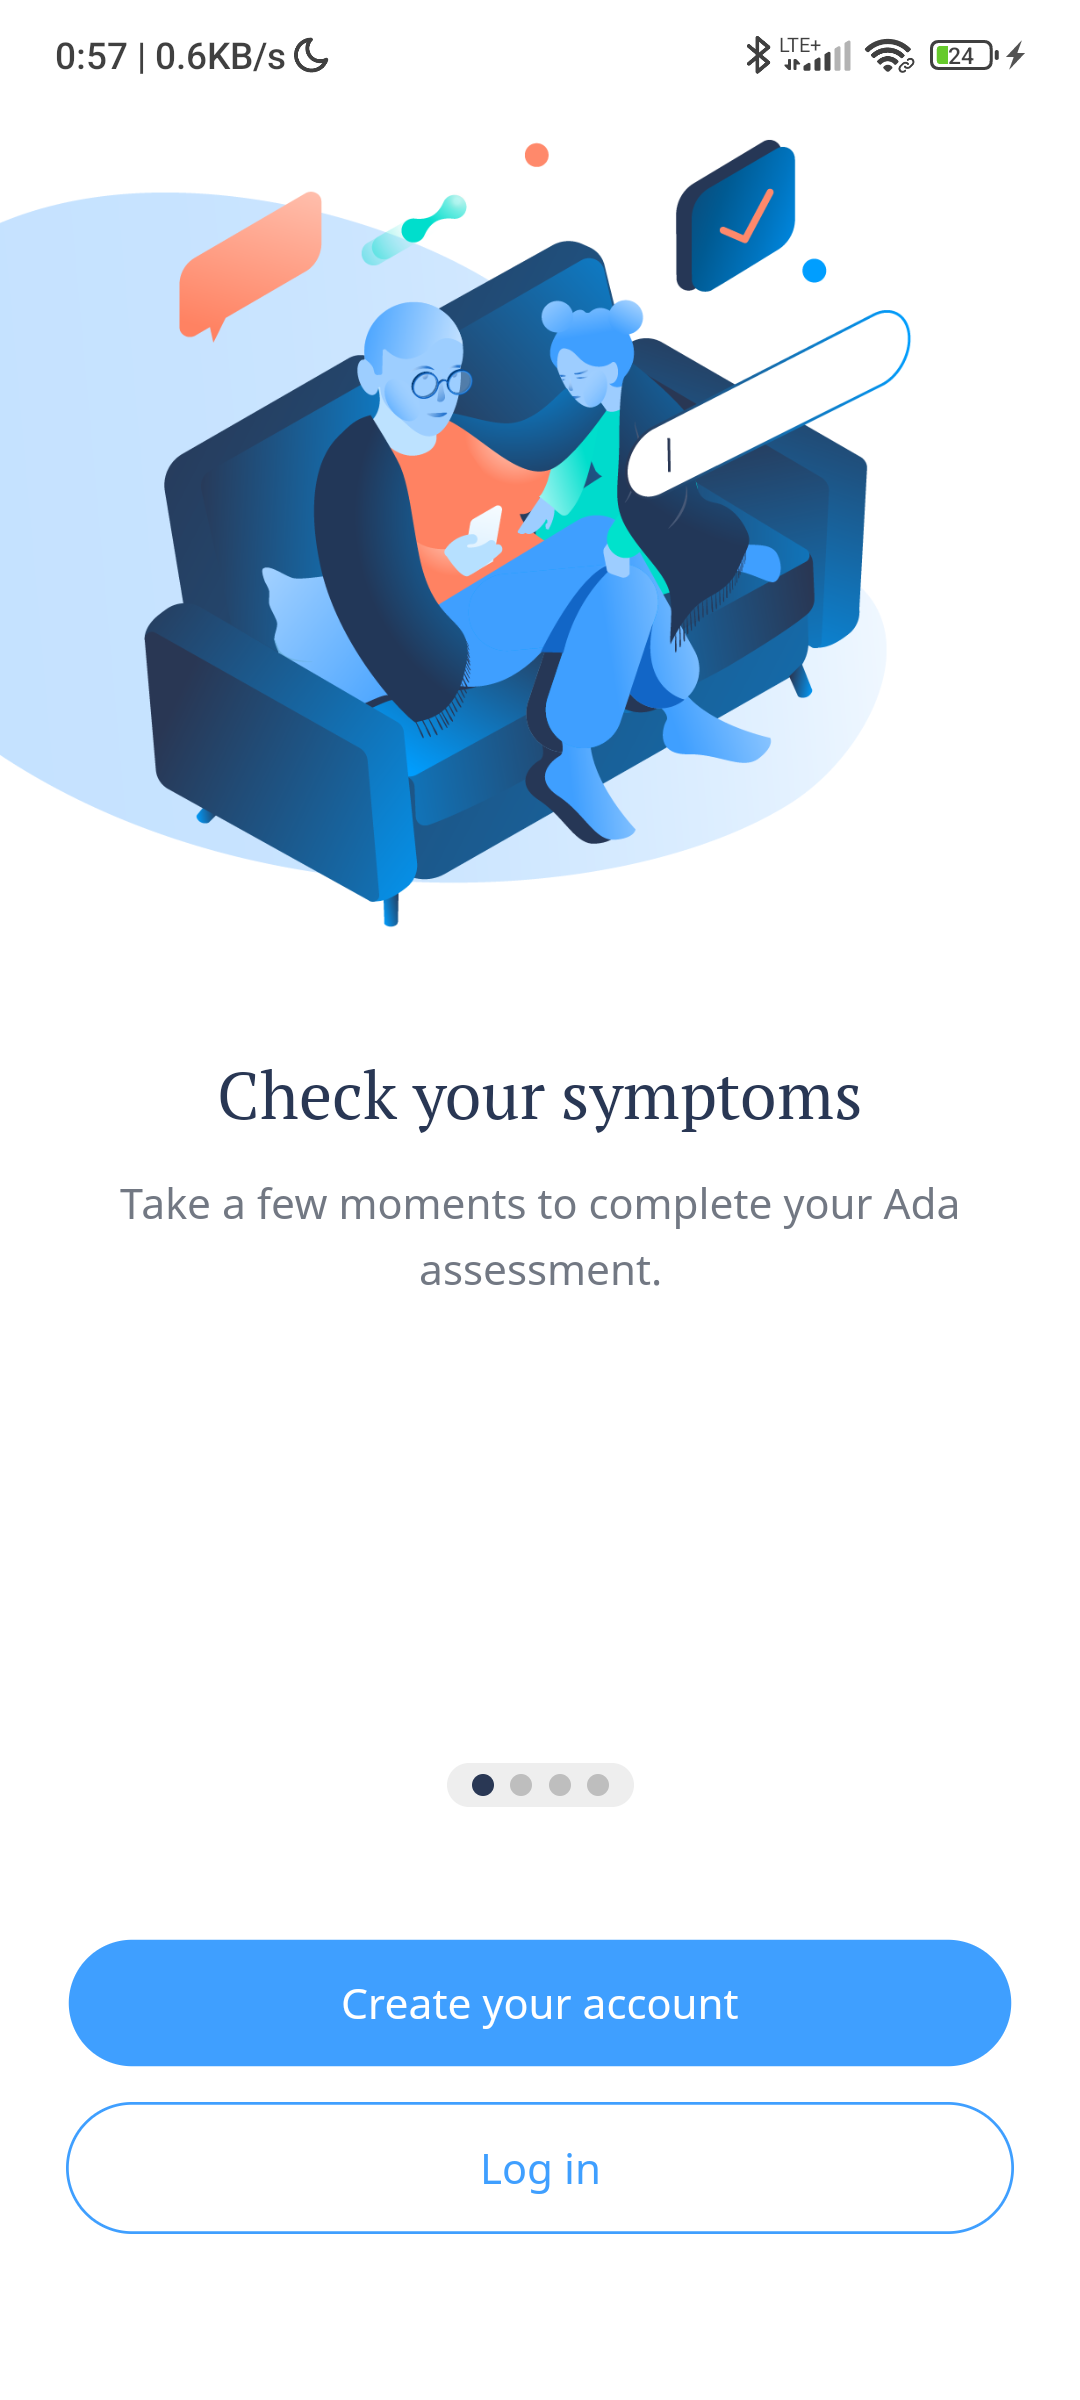 0:57 | 0.6KB/s
LTE+
24
Check your symptoms
Take a few moments to complete your Ada
assessment.
Create your account
Log in